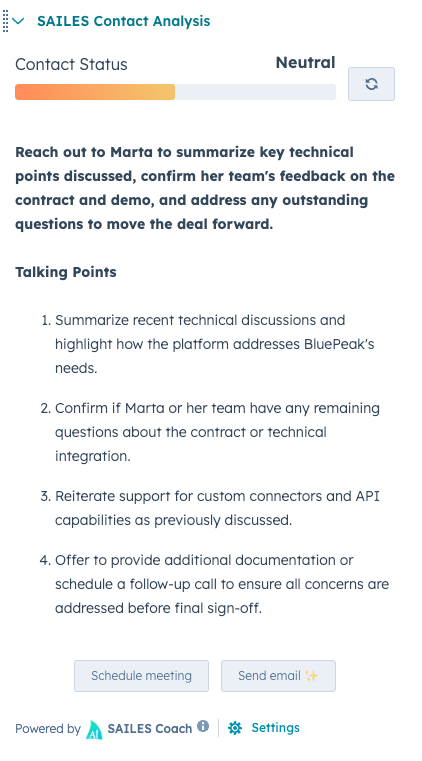 SAILES Contact Analysis
Contact Status
Neutral
Reach out to Marta to summarize key technical
points discussed, confirm her team's feedback on the
contract and demo, and address any outstanding
questions to move the deal forward.
Talking Points
1. Summarize recent technical discussions and
highlight how the platform addresses BluePeak's
needs.
2. Confirm if Marta or her team have any remaining
questions about the contract or technical
integration.
3. Reiterate support for custom connectors and API
capabilities as previously discussed.
4. Offer to provide additional documentation or
schedule a follow-up call to ensure all concerns are
addressed before final sign-off.
Schedule meeting
Send email ✨
Powered by AI SAILES Coach i Settings